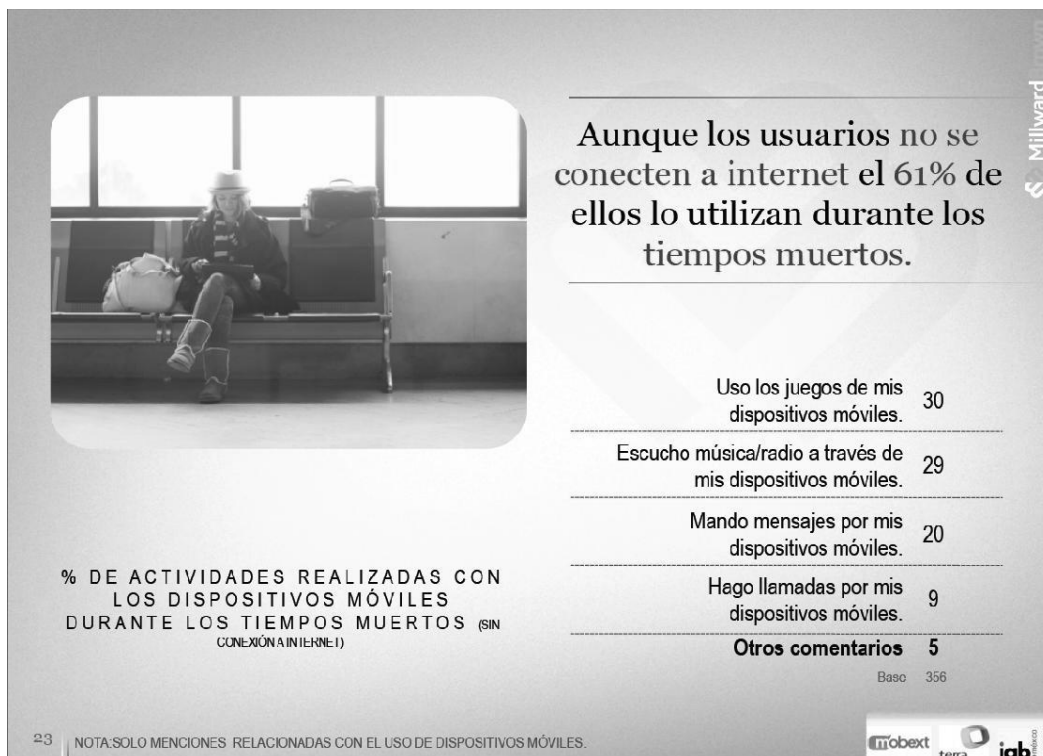 Aunque los usuarios no se
conecten a internet el 61% de
ellos lo utilizan durante los
tiempos muertos.
Millward
Uso los juegos de mis
dispositivos móviles. 30
Escucho música/radio a través de
mis dispositivos móviles. 29
Mando mensajes por mis
dispositivos móviles. 20
Hago llamadas por mis
dispositivos móviles. 9
Otros comentarios 5
Base 356
% DE ACTIVIDADES REALIZADAS CON
LOS DISPOSITIVOS MÓVILES
DURANTE LOS TIEMPOS MUERTOS (SIN
CONEXIÓN A INTERNET)
23 NOTA:SOLO MENCIONES RELACIONADAS CON EL USO DE DISPOSITIVOS MÓVILES.
mobext
terra
iab
méxico